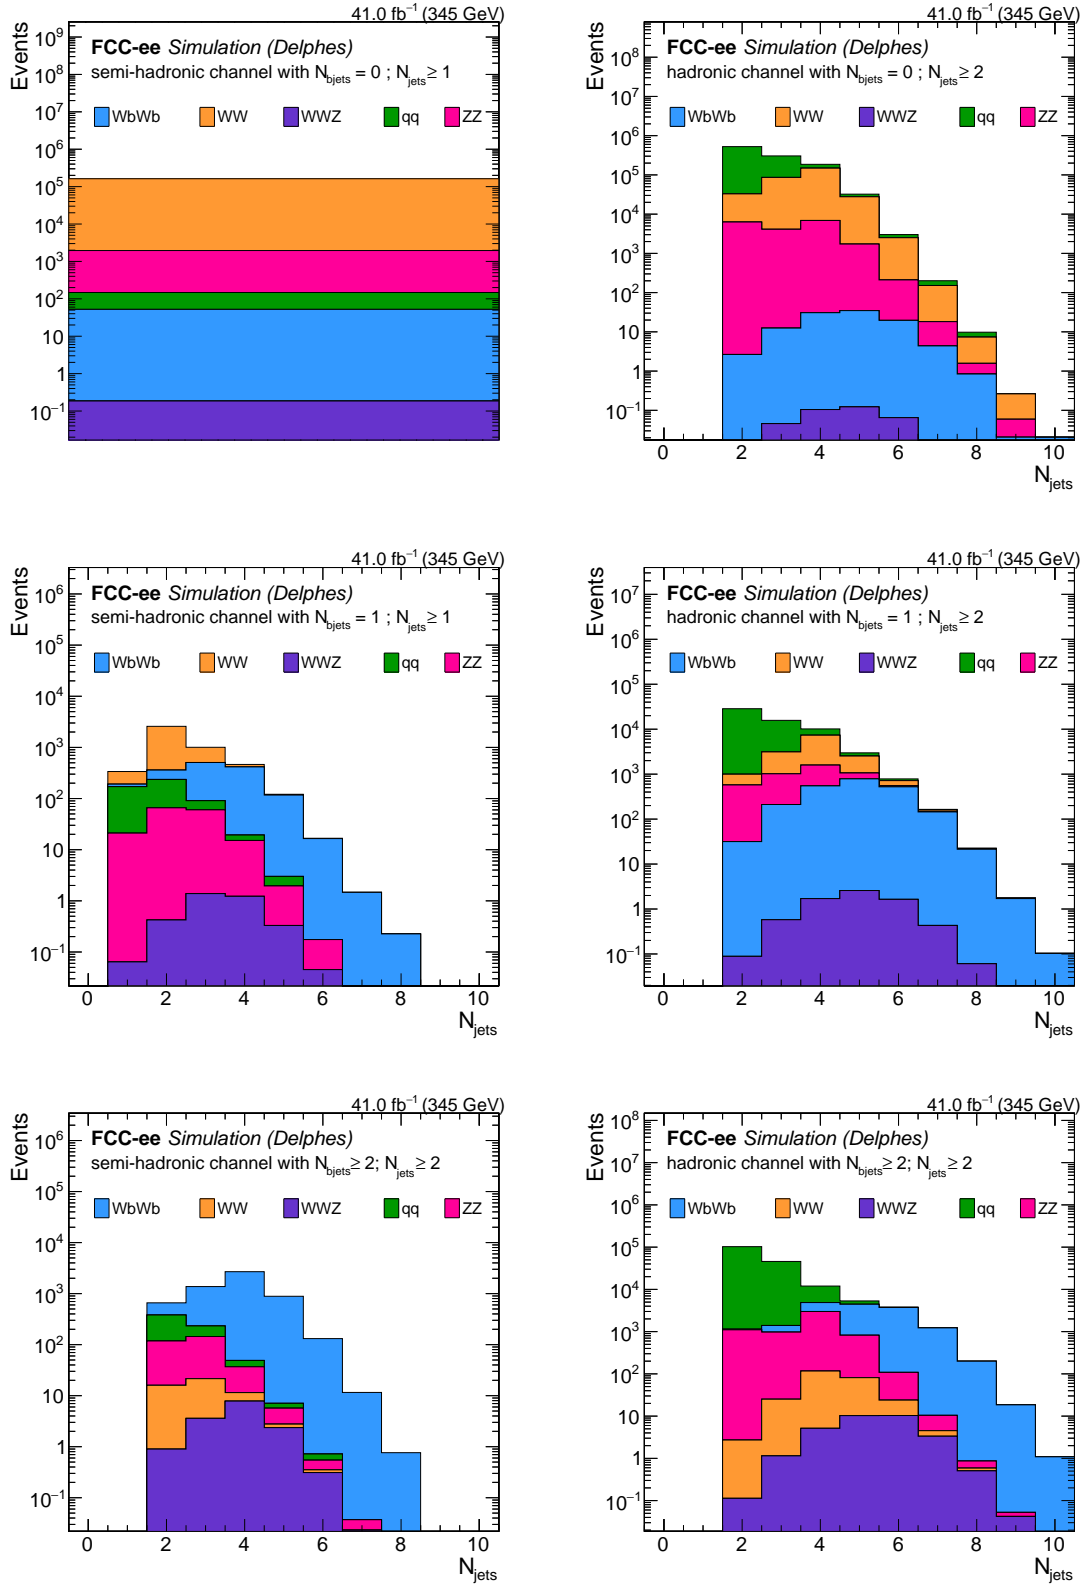 41.0 fb⁻¹ (345 GeV)
Events
10⁹
FCC-ee Simulation (Delphes)
10⁸
semi-hadronic channel with N_bjets = 0 ; N_jets ≥ 1
10⁷
WbWb WW WWZ qq ZZ
10⁶
10⁵
10⁴
10³
10²
10
1
10⁻¹
41.0 fb⁻¹ (345 GeV)
Events
FCC-ee Simulation (Delphes)
10⁸
hadronic channel with N_bjets = 0 ; N_jets ≥ 2
10⁷
WbWb WW WWZ qq ZZ
10⁶
10⁵
10⁴
10³
10²
10
1
10⁻¹
0 2 4 6 8 10
N_jets
41.0 fb⁻¹ (345 GeV)
Events
FCC-ee Simulation (Delphes)
10⁶
semi-hadronic channel with N_bjets = 1 ; N_jets ≥ 1
10⁵
WbWb WW WWZ qq ZZ
10⁴
10³
10²
10
1
10⁻¹
0 2 4 6 8 10
N_jets
41.0 fb⁻¹ (345 GeV)
Events
FCC-ee Simulation (Delphes)
10⁷
hadronic channel with N_bjets = 1 ; N_jets ≥ 2
10⁶
WbWb WW WWZ qq ZZ
10⁵
10⁴
10³
10²
10
1
10⁻¹
0 2 4 6 8 10
N_jets
41.0 fb⁻¹ (345 GeV)
Events
FCC-ee Simulation (Delphes)
10⁶
semi-hadronic channel with N_bjets ≥ 2; N_jets ≥ 2
10⁵
WbWb WW WWZ qq ZZ
10⁴
10³
10²
10
1
10⁻¹
0 2 4 6 8 10
N_jets
41.0 fb⁻¹ (345 GeV)
Events
10⁸
FCC-ee Simulation (Delphes)
10⁷
hadronic channel with N_bjets ≥ 2; N_jets ≥ 2
10⁶
WbWb WW WWZ qq ZZ
10⁵
10⁴
10³
10²
10
1
10⁻¹
0 2 4 6 8 10
N_jets